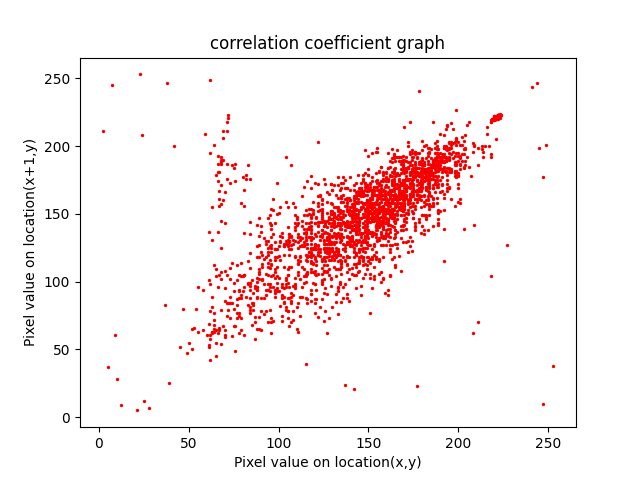 correlation coefficient graph
Pixel value on location(x+1,y)
250
200
150
100
50
0
0 50 100 150 200 250
Pixel value on location(x,y)